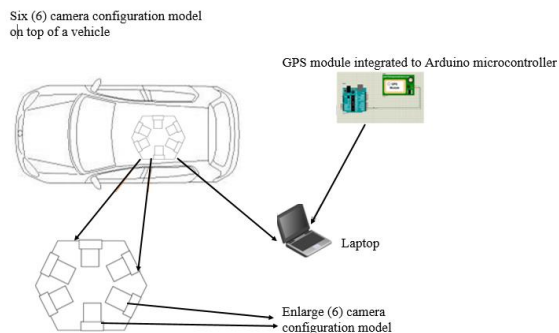 Six (6) camera configuration model
on top of a vehicle
GPS module integrated to Arduino microcontroller
Laptop
Enlarge (6) camera
configuration model